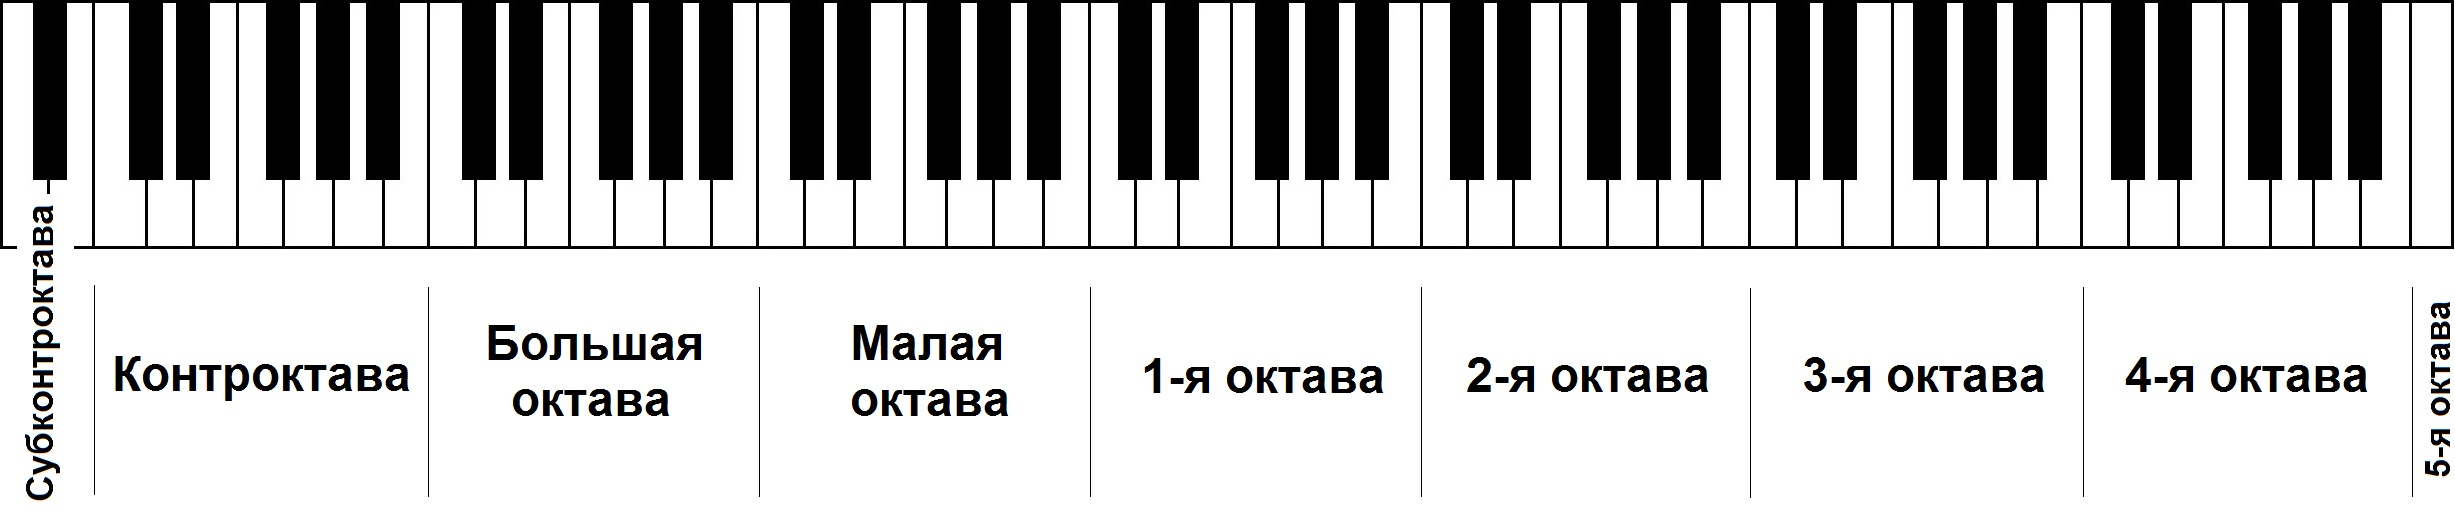 Субконтроктава
Контроктава
Большая
октава
Малая
октава
1-я октава
2-я октава
3-я октава
4-я октава
5-я октава